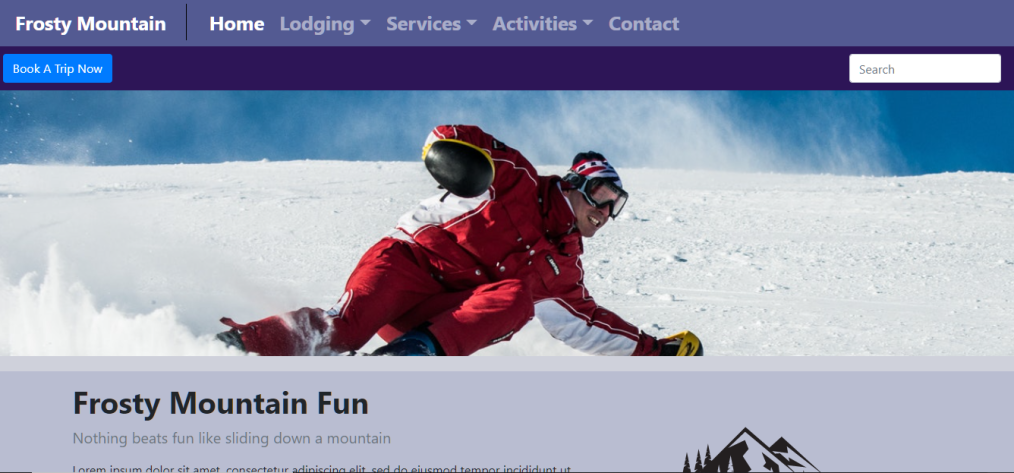 Frosty Mountain Home Lodging Services Activities Contact
Book A Trip Now Search
Frosty Mountain Fun
Nothing beats fun like sliding down a mountain
Lorem ipsum dolor sit amet, consectetur adipiscing elit, sed do eiusmod tempor incididunt ut